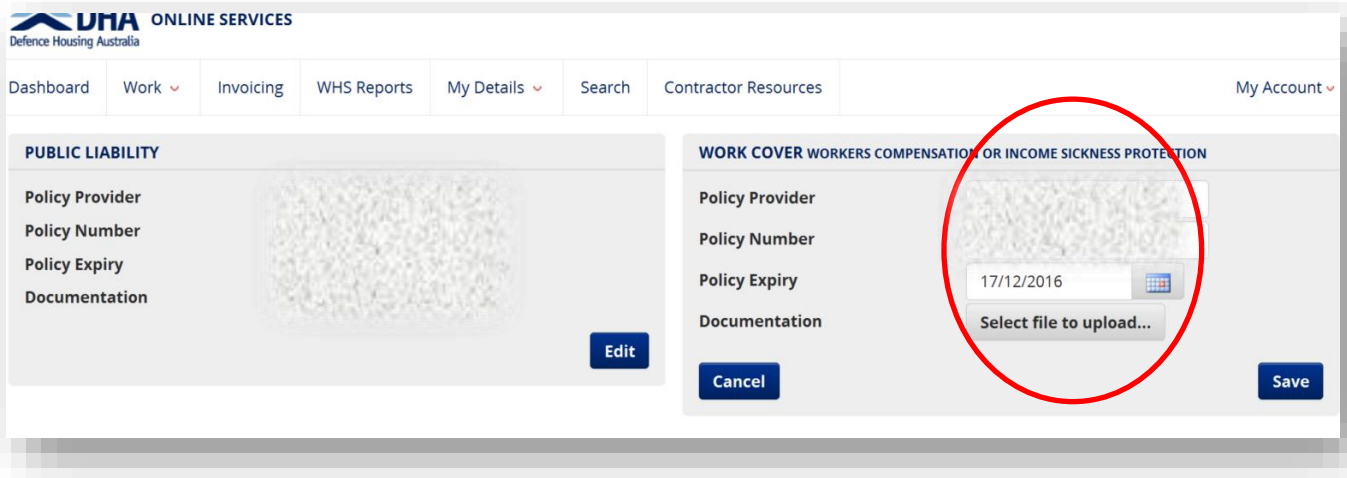 DHA ONLINE SERVICES
Defence Housing Australia
Dashboard Work Invoicing WHS Reports My Details Search Contractor Resources My Account
PUBLIC LIABILITY
Policy Provider
Policy Number
Policy Expiry
Documentation
Edit
WORK COVER WORKERS COMPENSATION OR INCOME SICKNESS PROTECTION
Policy Provider
Policy Number
Policy Expiry 17/12/2016
Documentation Select file to upload...
Cancel Save